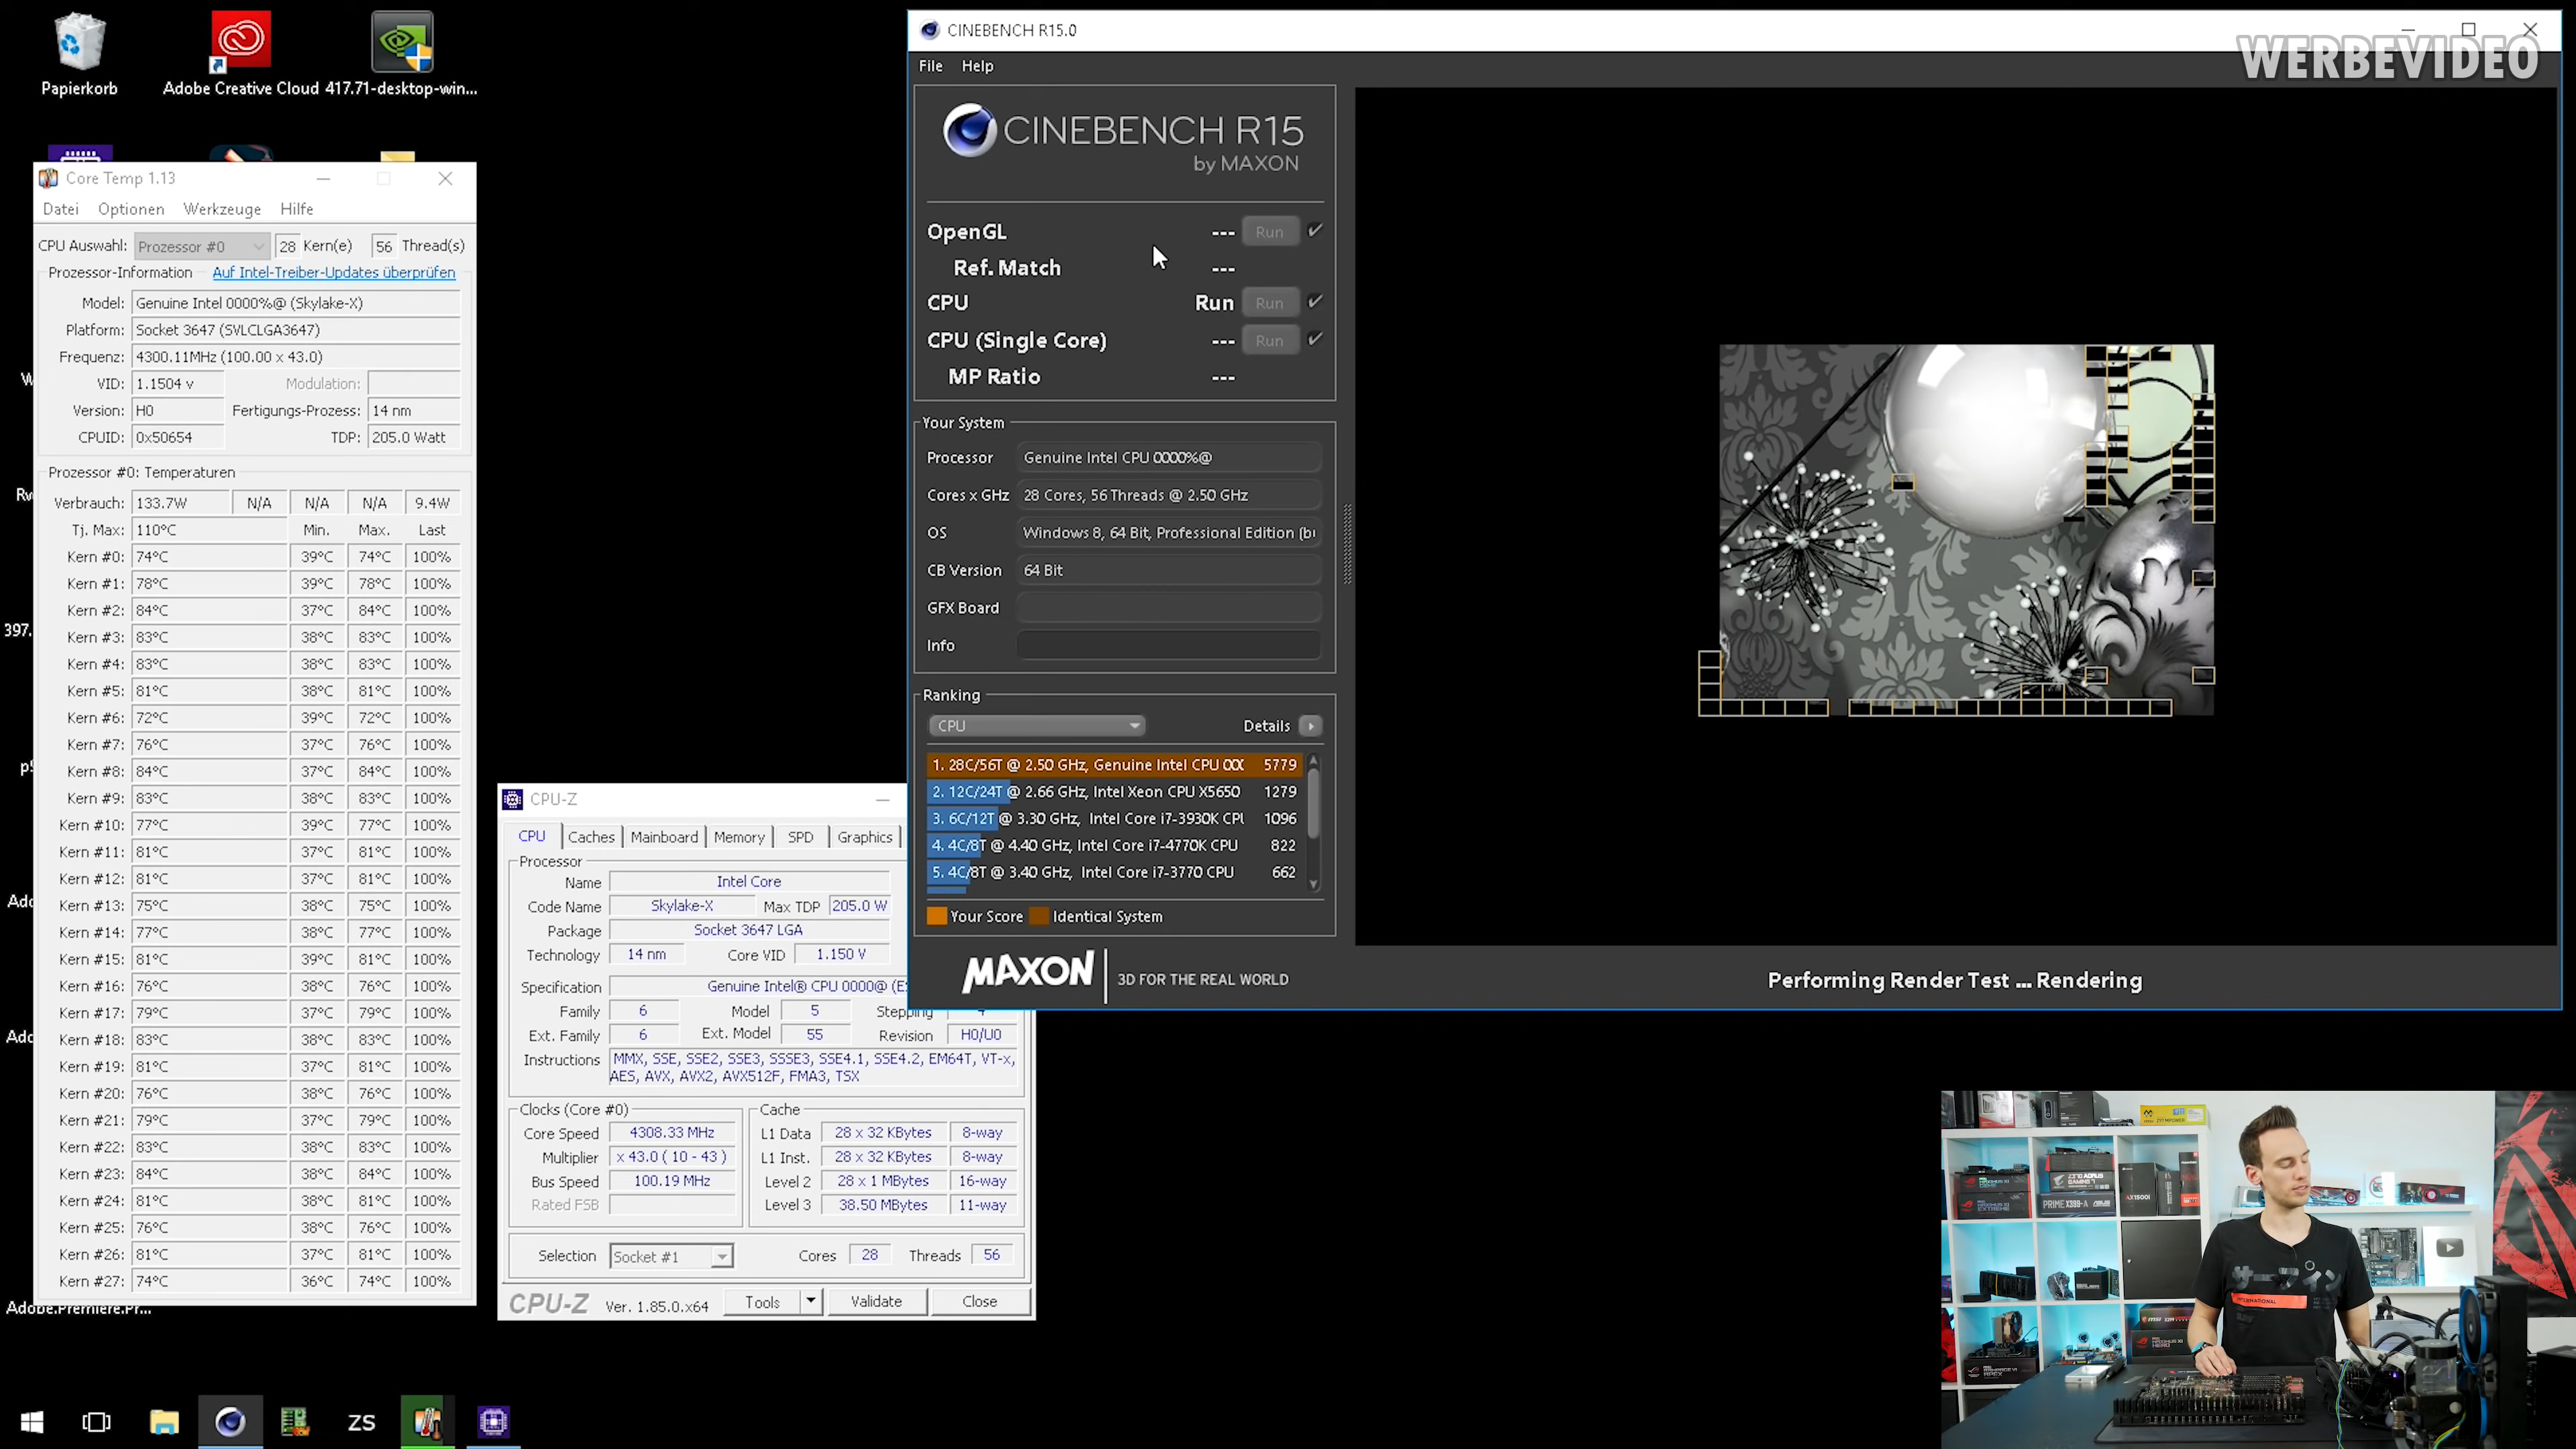 WERBEVIDEO
Papierkorb
Adobe Creative Cloud
417.71-desktop-win...
397.
Adobe.Premiere.Pr...
Core Temp 1.13
Datei Optionen Werkzeuge Hilfe
CPU Auswahl: Prozessor #0 28 Kern(e) 56 Thread(s)
Prozessor-Information Auf Intel-Treiber-Updates überprüfen
Model: Genuine Intel 0000%@ (Skylake-X)
Platform: Socket 3647 (SVLCLGA3647)
Frequenz: 4300.11MHz (100.00 x 43.0)
VID: 1.1504 v Modulation:
Version: H0 Fertigungs-Prozess: 14 nm
CPUID: 0x50654 TDP: 205.0 Watt
Prozessor #0: Temperaturen
Verbrauch: 133.7W N/A N/A N/A 9.4W
Tj. Max: 110°C Min. Max. Last
Kern #0: 74°C 39°C 74°C 100%
Kern #1: 78°C 39°C 78°C 100%
Kern #2: 84°C 37°C 84°C 100%
Kern #3: 83°C 38°C 83°C 100%
Kern #4: 83°C 38°C 83°C 100%
Kern #5: 81°C 38°C 81°C 100%
Kern #6: 72°C 39°C 72°C 100%
Kern #7: 76°C 37°C 76°C 100%
Kern #8: 84°C 37°C 84°C 100%
Kern #9: 83°C 38°C 83°C 100%
Kern #10: 77°C 39°C 77°C 100%
Kern #11: 81°C 37°C 81°C 100%
Kern #12: 81°C 37°C 81°C 100%
Kern #13: 75°C 38°C 75°C 100%
Kern #14: 77°C 38°C 77°C 100%
Kern #15: 81°C 39°C 81°C 100%
Kern #16: 76°C 38°C 76°C 100%
Kern #17: 79°C 37°C 79°C 100%
Kern #18: 83°C 38°C 83°C 100%
Kern #19: 81°C 37°C 81°C 100%
Kern #20: 76°C 38°C 76°C 100%
Kern #21: 79°C 37°C 79°C 100%
Kern #22: 83°C 38°C 83°C 100%
Kern #23: 84°C 38°C 84°C 100%
Kern #24: 81°C 38°C 81°C 100%
Kern #25: 76°C 38°C 76°C 100%
Kern #26: 81°C 37°C 81°C 100%
Kern #27: 74°C 36°C 74°C 100%
CPU-Z
CPU Caches Mainboard Memory SPD Graphics
Processor
Name Intel Core
Code Name Skylake-X Max TDP 205.0 W
Package Socket 3647 LGA
Technology 14 nm Core VID 1.150 V
Specification Genuine Intel® CPU 0000@ (ES
Family 6 Model 5 Stepping 4
Ext. Family 6 Ext. Model 55 Revision H0/U0
Instructions MMX, SSE, SSE2, SSE3, SSSE3, SSE4.1, SSE4.2, EM64T, VT-x,
AES, AVX, AVX2, AVX512F, FMA3, TSX
Clocks (Core #0) Cache
Core Speed 4308.33 MHz L1 Data 28 x 32 KBytes 8-way
Multiplier x 43.0 ( 10 - 43 ) L1 Inst. 28 x 32 KBytes 8-way
Bus Speed 100.19 MHz Level 2 28 x 1 MBytes 16-way
Rated FSB Level 3 38.50 MBytes 11-way
Selection Socket #1 Cores 28 Threads 56
CPU-Z Ver. 1.85.0.x64 Tools Validate Close
CINEBENCH R15.0
File Help
CINEBENCH R15
by MAXON
OpenGL --- Run
Ref. Match ---
CPU Run Run
CPU (Single Core) --- Run
MP Ratio ---
Your System
Processor Genuine Intel CPU 0000%@
Cores x GHz 28 Cores, 56 Threads @ 2.50 GHz
OS Windows 8, 64 Bit, Professional Edition (bu
CB Version 64 Bit
GFX Board
Info
Ranking
CPU Details
1. 28C/56T @ 2.50 GHz, Genuine Intel CPU 000 5779
2. 12C/24T @ 2.66 GHz, Intel Xeon CPU X5650 1279
3. 6C/12T @ 3.30 GHz, Intel Core i7-3930K CPU 1096
4. 4C/8T @ 4.40 GHz, Intel Core i7-4770K CPU 822
5. 4C/8T @ 3.40 GHz, Intel Core i7-3770 CPU 662
Your Score Identical System
MAXON 3D FOR THE REAL WORLD
Performing Render Test ... Rendering
AX1500i
PRIME X399-A
INTERNATIONAL
ZS